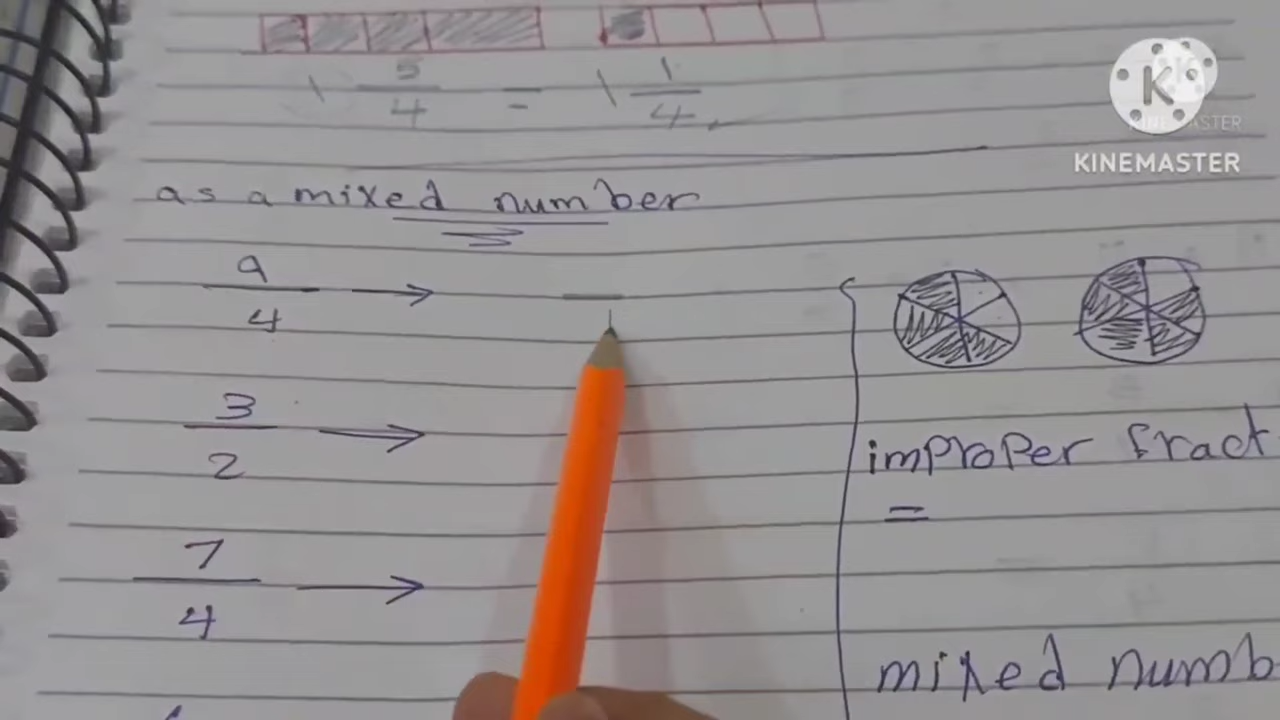 5/4 = 1 1/4
KINEMASTER
as a mixed number
9/4 →
3/2 →
7/4 →
improper fract
=
mixed numb